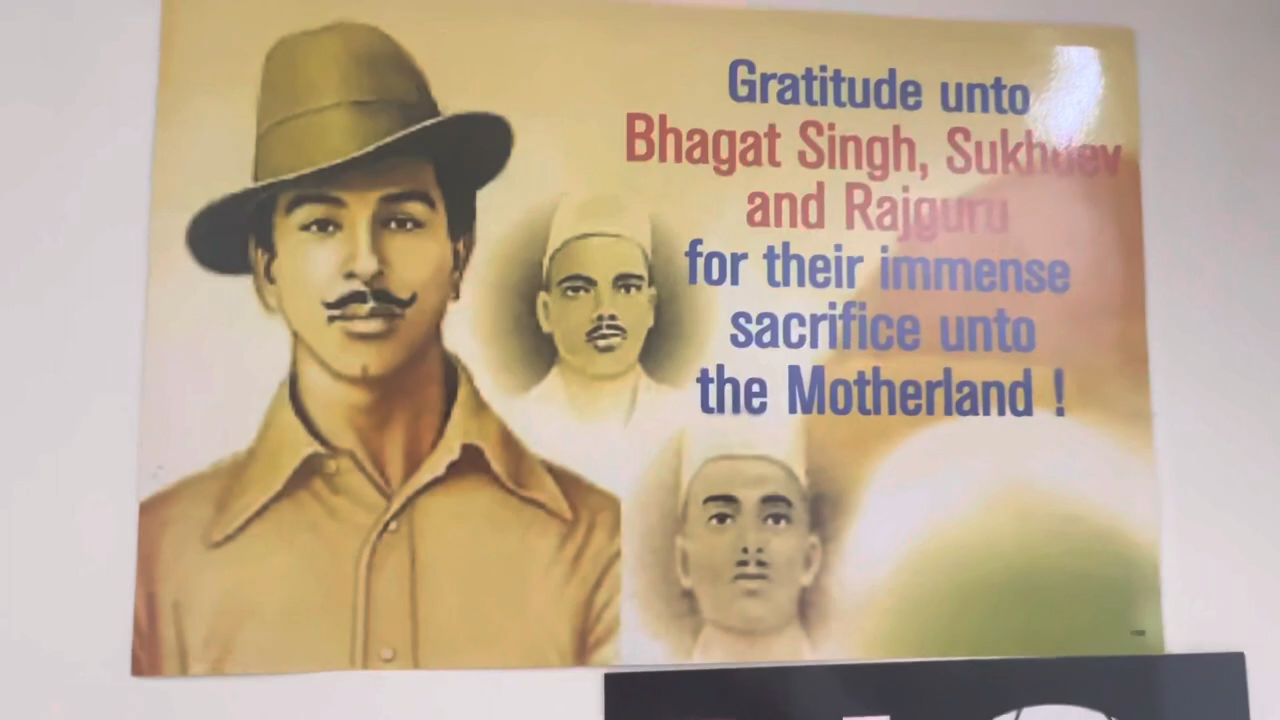 Gratitude unto
Bhagat Singh, Sukhdev
and Rajguru
for their immense
sacrifice unto
the Motherland !